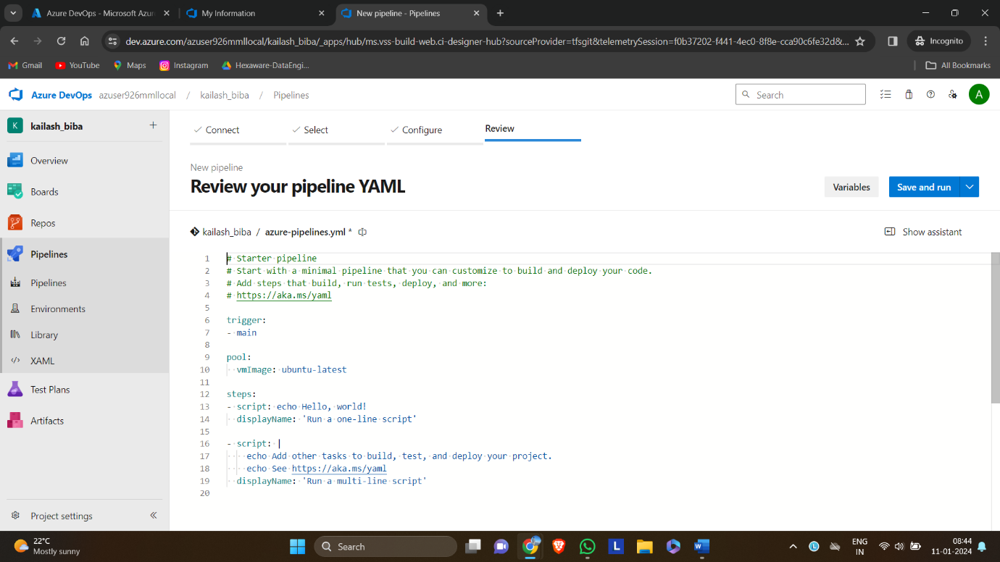 Azure DevOps - Microsoft Azur
My Information
New pipeline - Pipelines
dev.azure.com/azuser926mmllocal/kailash_biba/_apps/hub/ms.vss-build-web.ci-designer-hub?sourceProvider=tfsgit&telemetrySession=f0b37202-f441-4ec0-8f8e-cca90c6fe32d&...
Incognito
Gmail
YouTube
Maps
Instagram
Hexaware-DataEngi...
All Bookmarks
Azure DevOps azuser926mmllocal / kailash_biba / Pipelines
Search
A
K kailash_biba
Overview
Boards
Repos
Pipelines
Pipelines
Environments
Library
XAML
Test Plans
Artifacts
Project settings
Connect
Select
Configure
Review
New pipeline
Review your pipeline YAML
Variables
Save and run
kailash_biba / azure-pipelines.yml *
Show assistant
1 # Starter pipeline
2 # Start with a minimal pipeline that you can customize to build and deploy your code.
3 # Add steps that build, run tests, deploy, and more:
4 # https://aka.ms/yaml
5
6 trigger:
7 - main
8
9 pool:
10 vmImage: ubuntu-latest
11
12 steps:
13 - script: echo Hello, world!
14 displayName: 'Run a one-line script'
15
16 - script: |
17 echo Add other tasks to build, test, and deploy your project.
18 echo See https://aka.ms/yaml
19 displayName: 'Run a multi-line script'
20
22°C
Mostly sunny
Search
L
W
L
ENG
IN
08:44
11-01-2024